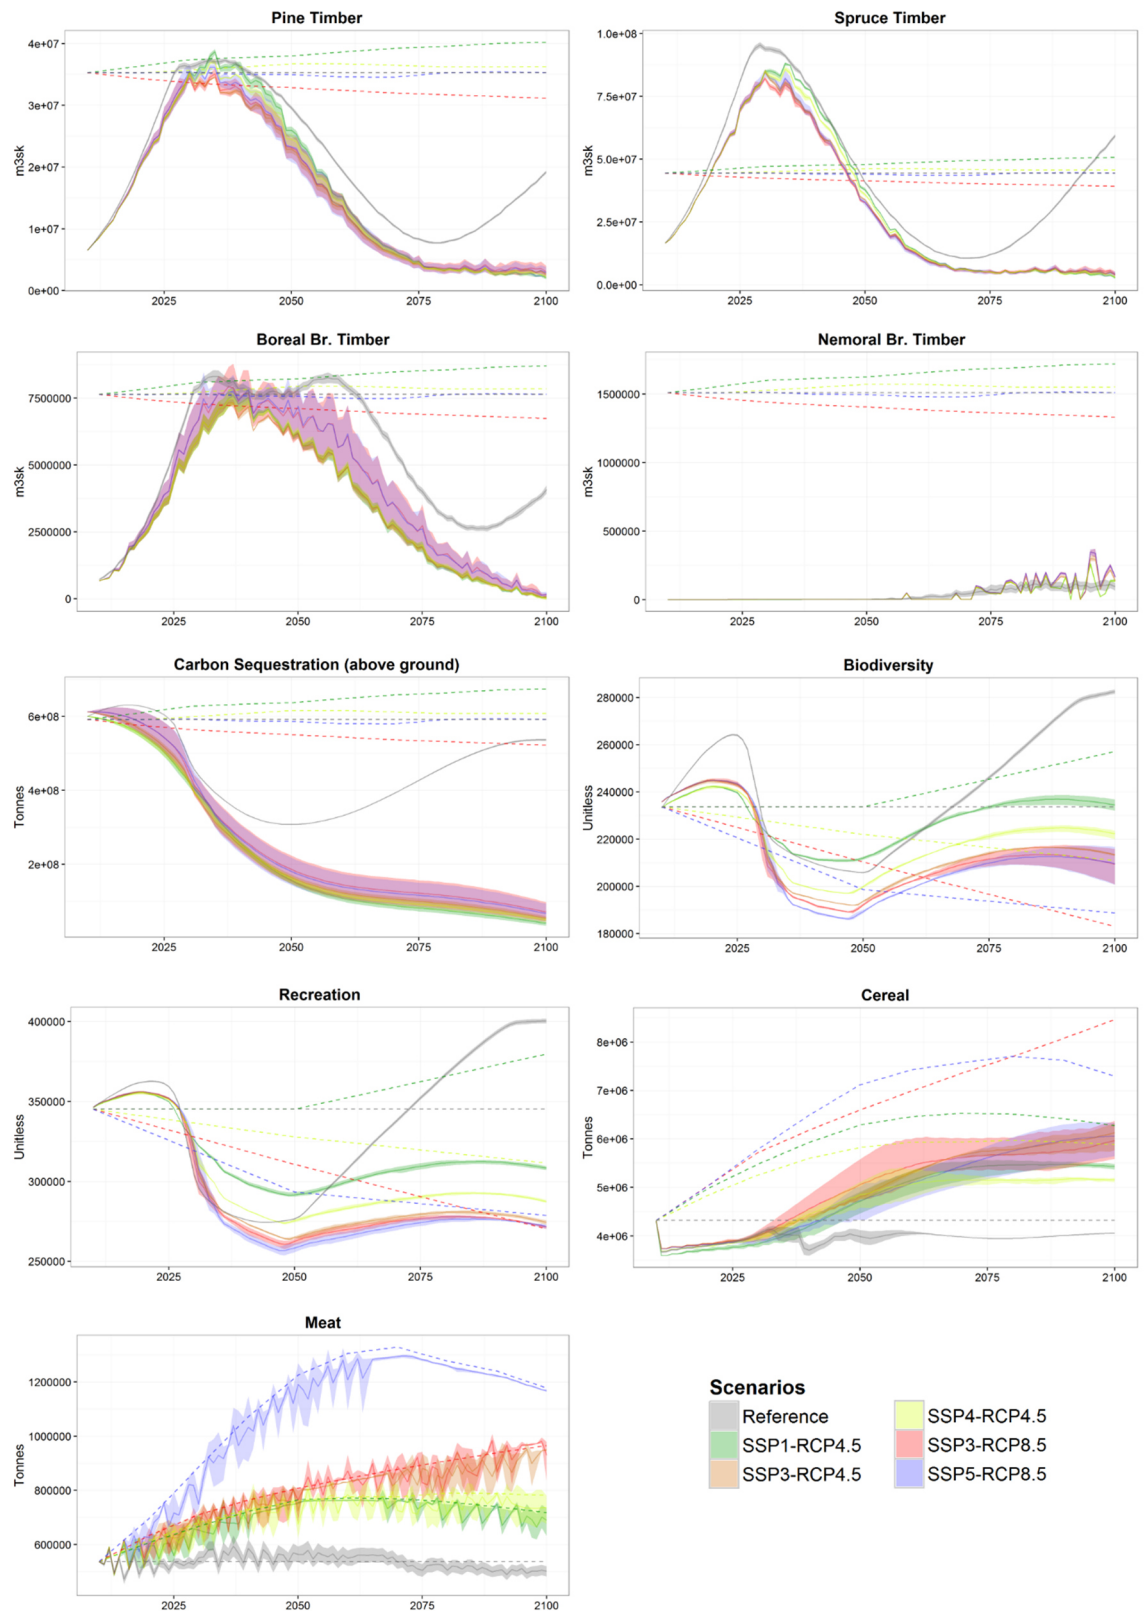 Pine Timber
4e+07
3e+07
2e+07
1e+07
0e+00
m3sk
2025 2050 2075 2100
Spruce Timber
1.0e+08
7.5e+07
5.0e+07
2.5e+07
0.0e+00
m3sk
2025 2050 2075 2100
Boreal Br. Timber
7500000
5000000
2500000
0
m3sk
2025 2050 2075 2100
Nemoral Br. Timber
1500000
1000000
500000
0
m3sk
2025 2050 2075 2100
Carbon Sequestration (above ground)
6e+08
4e+08
2e+08
Tonnes
2025 2050 2075 2100
Biodiversity
280000
260000
240000
220000
200000
180000
Unitless
2025 2050 2075 2100
Recreation
400000
350000
300000
250000
Unitless
2025 2050 2075 2100
Cereal
8e+06
7e+06
6e+06
5e+06
4e+06
Tonnes
2025 2050 2075 2100
Meat
1200000
1000000
800000
600000
Tonnes
2025 2050 2075 2100
Scenarios
Reference
SSP1-RCP4.5
SSP3-RCP4.5
SSP4-RCP4.5
SSP3-RCP8.5
SSP5-RCP8.5